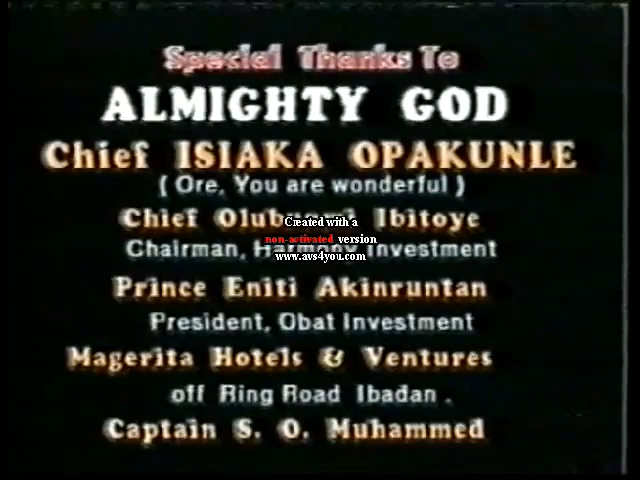 Special Thanks To
ALMIGHTY GOD
Chief ISIAKA OPAKUNLE
( Ore, You are wonderful )
Chief Ibitoye
Created with a
Chairman, Harmony Investment
non-activated version
www.avs4you.com
Prince Eniti Akinruntan
President, Obat Investment
Magerita Hotels & Ventures
off Ring Road Ibadan .
Captain S. O. Muhammed